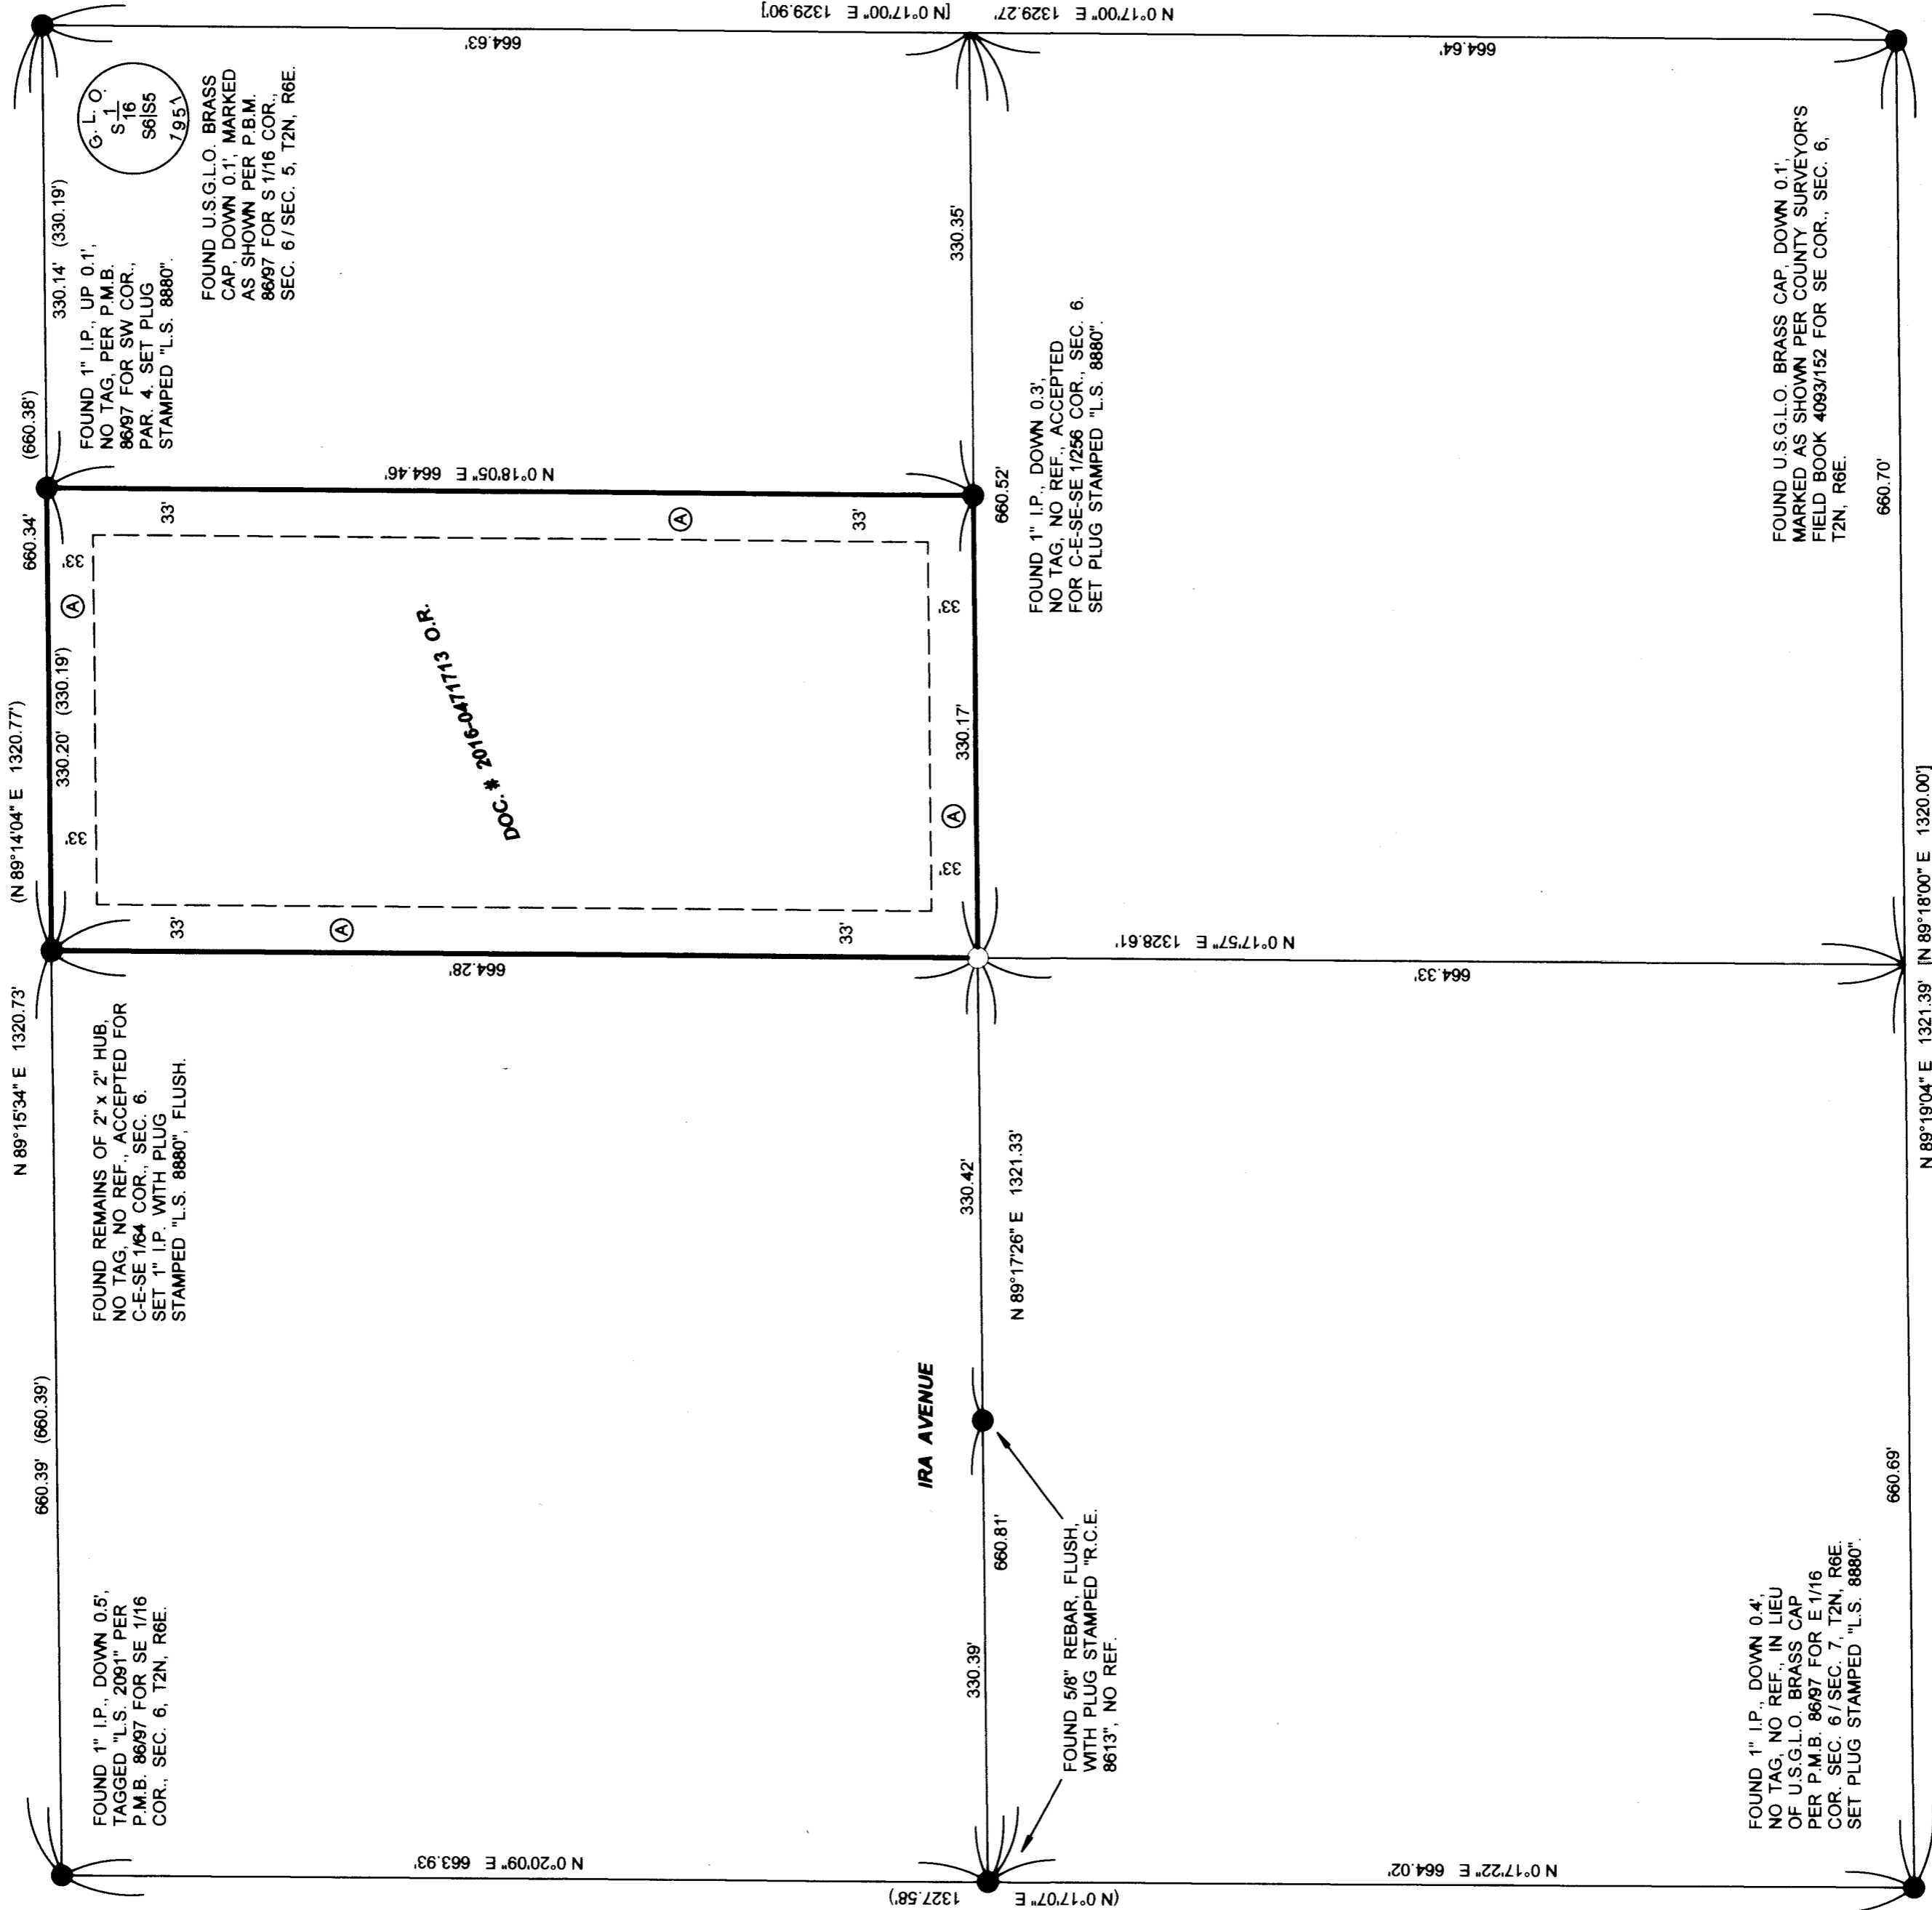 N 89°15'34" E 1320.73'
(N 89°14'04" E 1320.77')
660.39' (660.39')
330.20' (330.19')
660.34'
(660.38')
330.14' (330.19')
FOUND 1" I.P., DOWN 0.5',
TAGGED "L.S. 2091" PER
P.M.B. 86/97 FOR SE 1/16
COR., SEC. 6, T2N, R6E.
FOUND REMAINS OF 2" x 2" HUB,
NO TAG, NO REF., ACCEPTED FOR
C-E-SE 1/64 COR., SEC. 6.
SET 1" I.P. WITH PLUG
STAMPED "L.S. 8880", FLUSH.
FOUND 1" I.P., UP 0.1',
NO TAG, PER P.M.B.
86/97 FOR SW COR.,
PAR. 4. SET PLUG
STAMPED "L.S. 8880".
G. L. O.
S 1/16
S6|S5
195
FOUND U.S.G.L.O. BRASS
CAP, DOWN 0.1', MARKED
AS SHOWN PER P.B.M.
86/97 FOR S 1/16 COR.,
SEC. 6 / SEC. 5, T2N, R6E.
33'
33'
A
33'
33'
A
A
DOC. # 2016-0471713 O.R.
N 0°20'09" E 663.93'
664.28'
N 0°18'05" E 664.46'
664.63'
33'
33'
A
33'
33'
(N 0°17'07" E 1327.58')
[N 0°17'00" E 1329.90']
N 0°17'00" E 1329.27'
IRA AVENUE
330.39'
660.81'
330.42'
N 89°17'26" E 1321.33'
330.17'
660.52'
330.35'
FOUND 5/8" REBAR, FLUSH,
WITH PLUG STAMPED "R.C.E.
8613", NO REF.
FOUND 1" I.P., DOWN 0.3',
NO TAG, NO REF., ACCEPTED
FOR C-E-SE-SE 1/256 COR., SEC. 6.
SET PLUG STAMPED "L.S. 8880".
N 0°17'57" E 1328.61'
N 0°17'22" E 664.02'
664.33'
664.64'
FOUND 1" I.P., DOWN 0.4',
NO TAG, NO REF., IN LIEU
OF U.S.G.L.O. BRASS CAP
PER P.M.B. 86/97 FOR E 1/16
COR. SEC. 6 / SEC. 7, T2N, R6E.
SET PLUG STAMPED "L.S. 8880".
FOUND U.S.G.L.O. BRASS CAP, DOWN 0.1',
MARKED AS SHOWN PER COUNTY SURVEYOR'S
FIELD BOOK 4093/152 FOR SE COR., SEC. 6,
T2N, R6E.
660.69'
660.70'
N 89°19'04" E 1321.39' [N 89°18'00" E 1320.00']